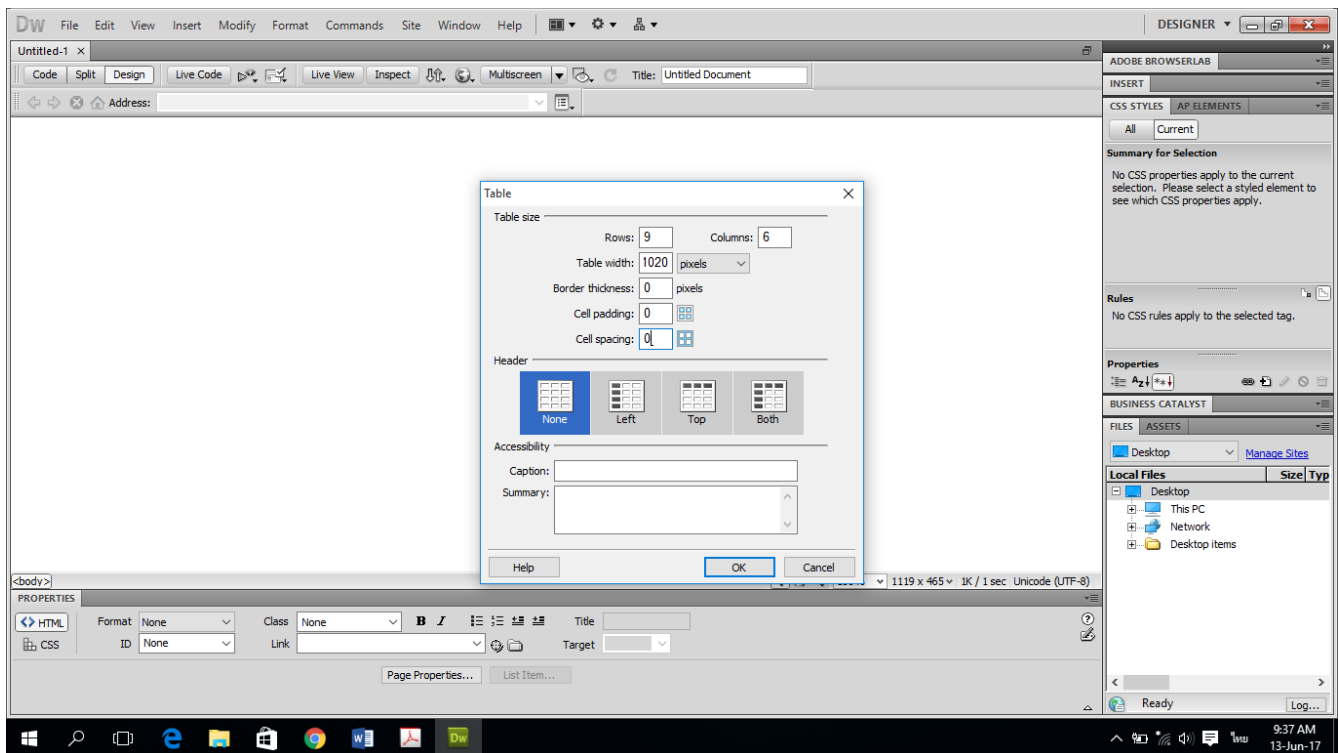 DW File Edit View Insert Modify Format Commands Site Window Help DESIGNER
Untitled-1 ×
Code Split Design Live Code Live View Inspect Multiscreen Title: Untitled Document
Address:
Table
Table size
Rows: 9 Columns: 6
Table width: 1020 pixels
Border thickness: 0 pixels
Cell padding: 0
Cell spacing: 0
Header
None Left Top Both
Accessibility
Caption:
Summary:
Help OK Cancel
ADOBE BROWSERLAB
INSERT
CSS STYLES AP ELEMENTS
All Current
Summary for Selection
No CSS properties apply to the current
selection. Please select a styled element to
see which CSS properties apply.
Rules
No CSS rules apply to the selected tag.
Properties
BUSINESS CATALYST
FILES ASSETS
Desktop Manage Sites
Local Files Size Typ
Desktop
This PC
Network
Desktop items
Ready Log...
<body> 1119 x 465 1K / 1 sec Unicode (UTF-8)
PROPERTIES
HTML Format None Class None B I Title
CSS ID None Link Target
Page Properties... List Item...
Dw ไทย 9:37 AM
13-Jun-17